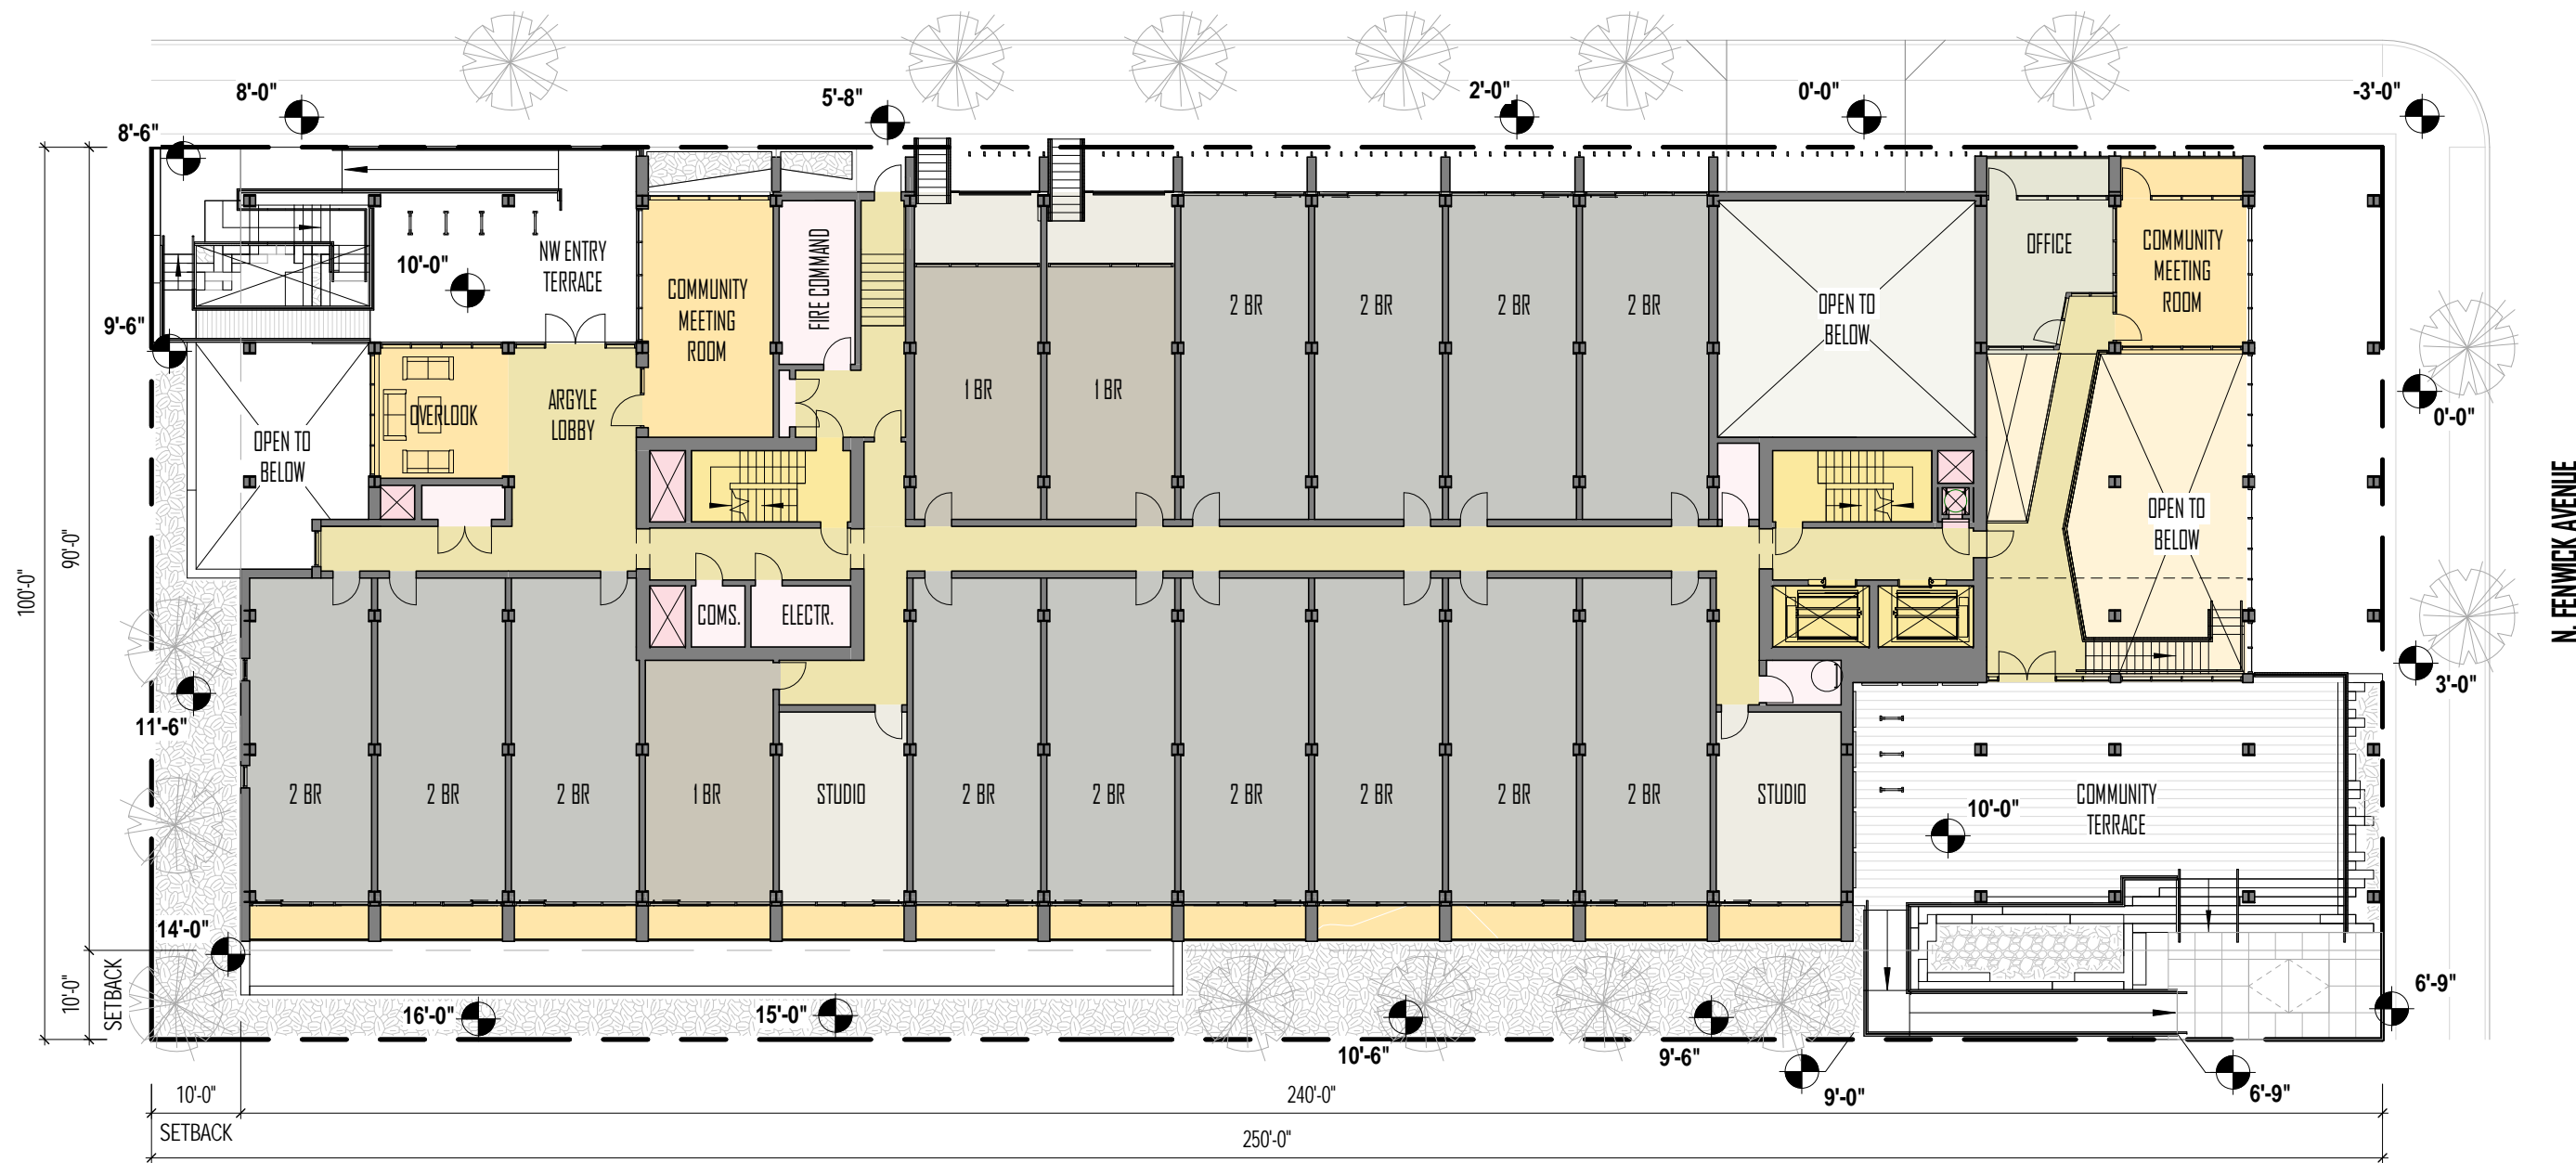 8'-0"
5'-8"
2'-0"
0'-0"
-3'-0"
8'-6"
NW ENTRY
TERRACE
10'-0"
9'-6"
COMMUNITY
MEETING
ROOM
FIRE COMMAND
OFFICE
COMMUNITY
MEETING
ROOM
2 BR
2 BR
2 BR
2 BR
OPEN TO
BELOW
1 BR
1 BR
OVERLOOK
ARGYLE
LOBBY
OPEN TO
BELOW
0'-0"
N. FENWICK AVENUE
OPEN TO
BELOW
100'-0"
90'-0"
COMS.
ELECTR.
3'-0"
11'-6"
2 BR
2 BR
2 BR
1 BR
STUDIO
2 BR
2 BR
2 BR
2 BR
2 BR
2 BR
STUDIO
10'-0"
COMMUNITY
TERRACE
14'-0"
10'-0"
SETBACK
16'-0"
15'-0"
6'-9"
10'-6"
9'-6"
9'-0"
6'-9"
10'-0"
240'-0"
SETBACK
250'-0"